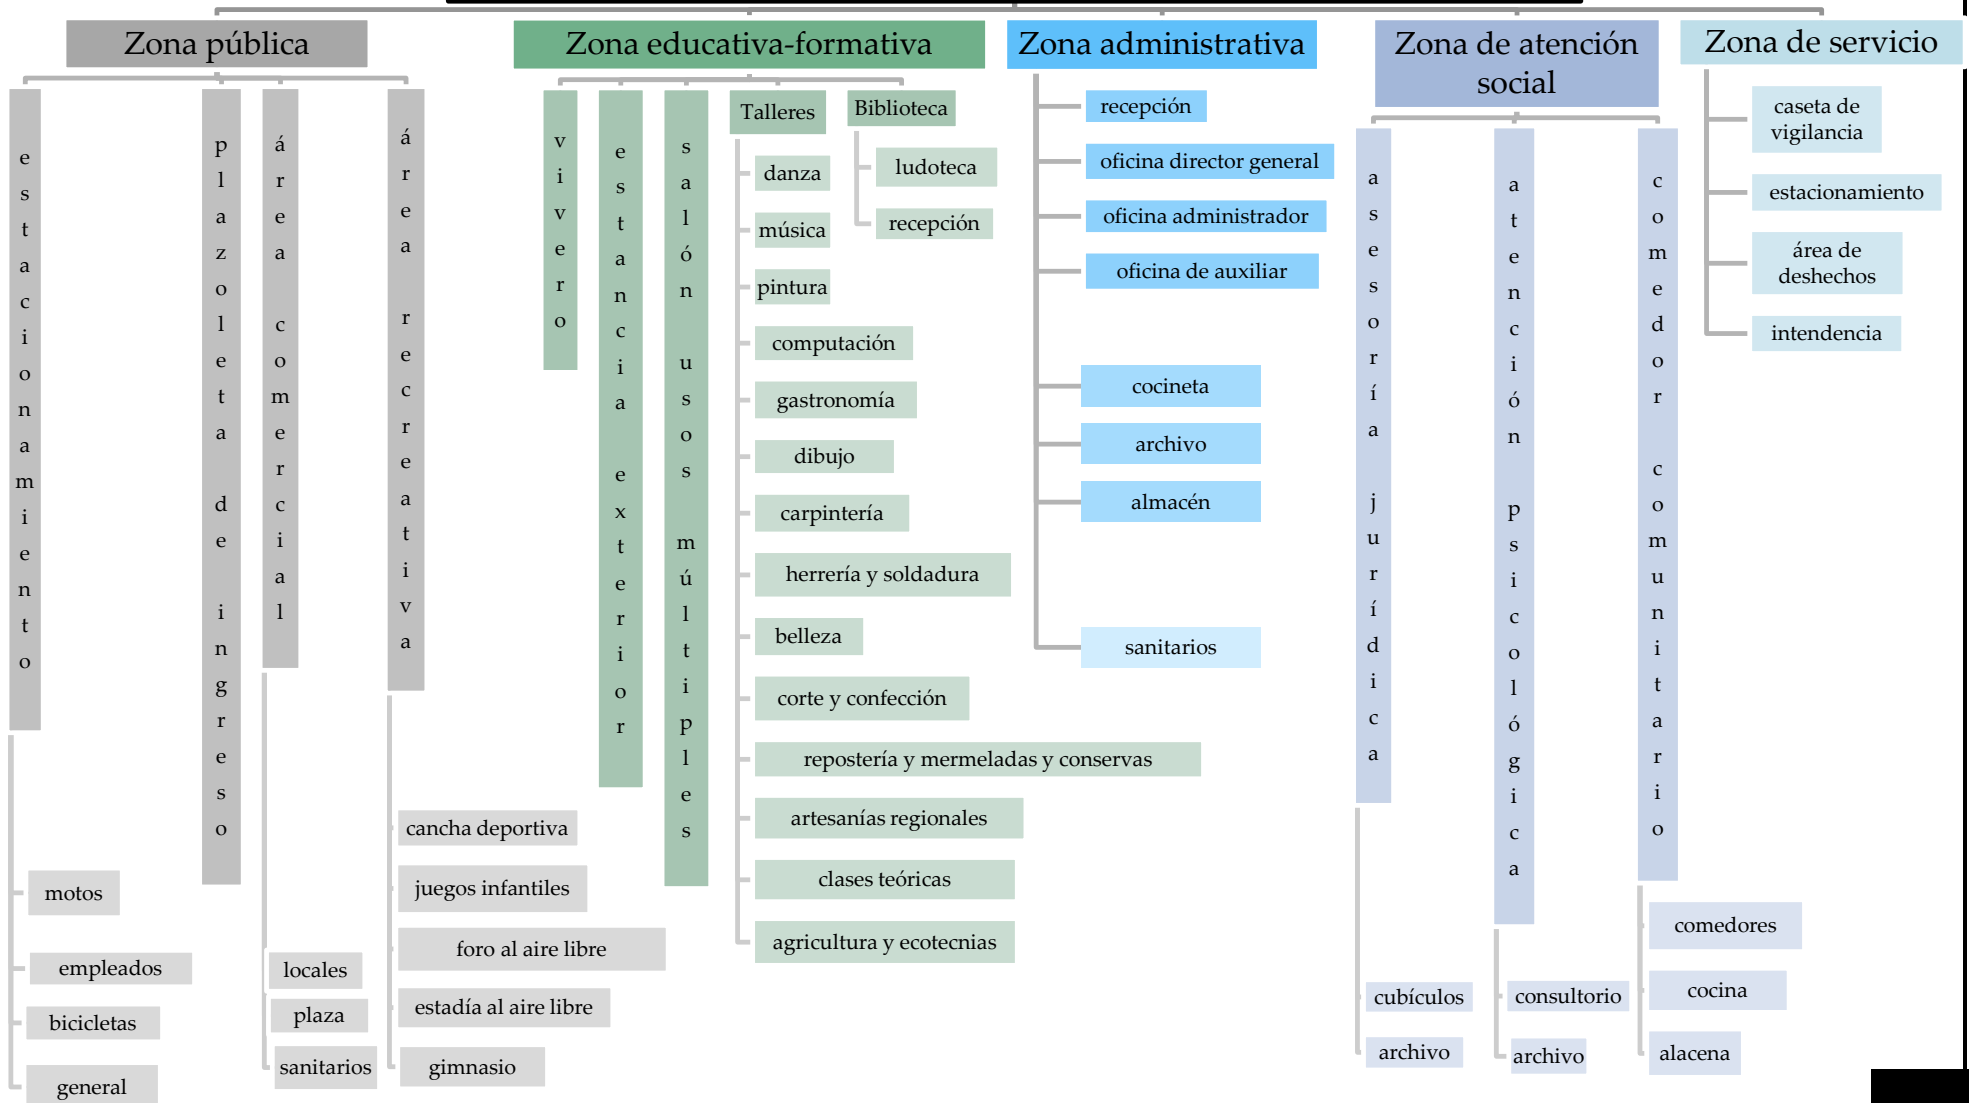 Zona pública
estacionamiento
motos
empleados
bicicletas
general
plazoleta de ingreso
área comercial
locales
plaza
sanitarios
área recreativa
cancha deportiva
juegos infantiles
foro al aire libre
estadía al aire libre
gimnasio
Zona educativa-formativa
vivero
estancia exterior
salón usos múltiples
Talleres
danza
música
pintura
computación
gastronomía
dibujo
carpintería
herrería y soldadura
belleza
corte y confección
repostería y mermeladas y conservas
artesanías regionales
clases teóricas
agricultura y ecotecnias
Biblioteca
ludoteca
recepción
Zona administrativa
recepción
oficina director general
oficina administrador
oficina de auxiliar
cocineta
archivo
almacén
sanitarios
Zona de atención
social
asesoría jurídica
cubículos
archivo
atención psicológica
consultorio
archivo
comedor comunitario
comedores
cocina
alacena
Zona de servicio
caseta de
vigilancia
estacionamiento
área de
deshechos
intendencia